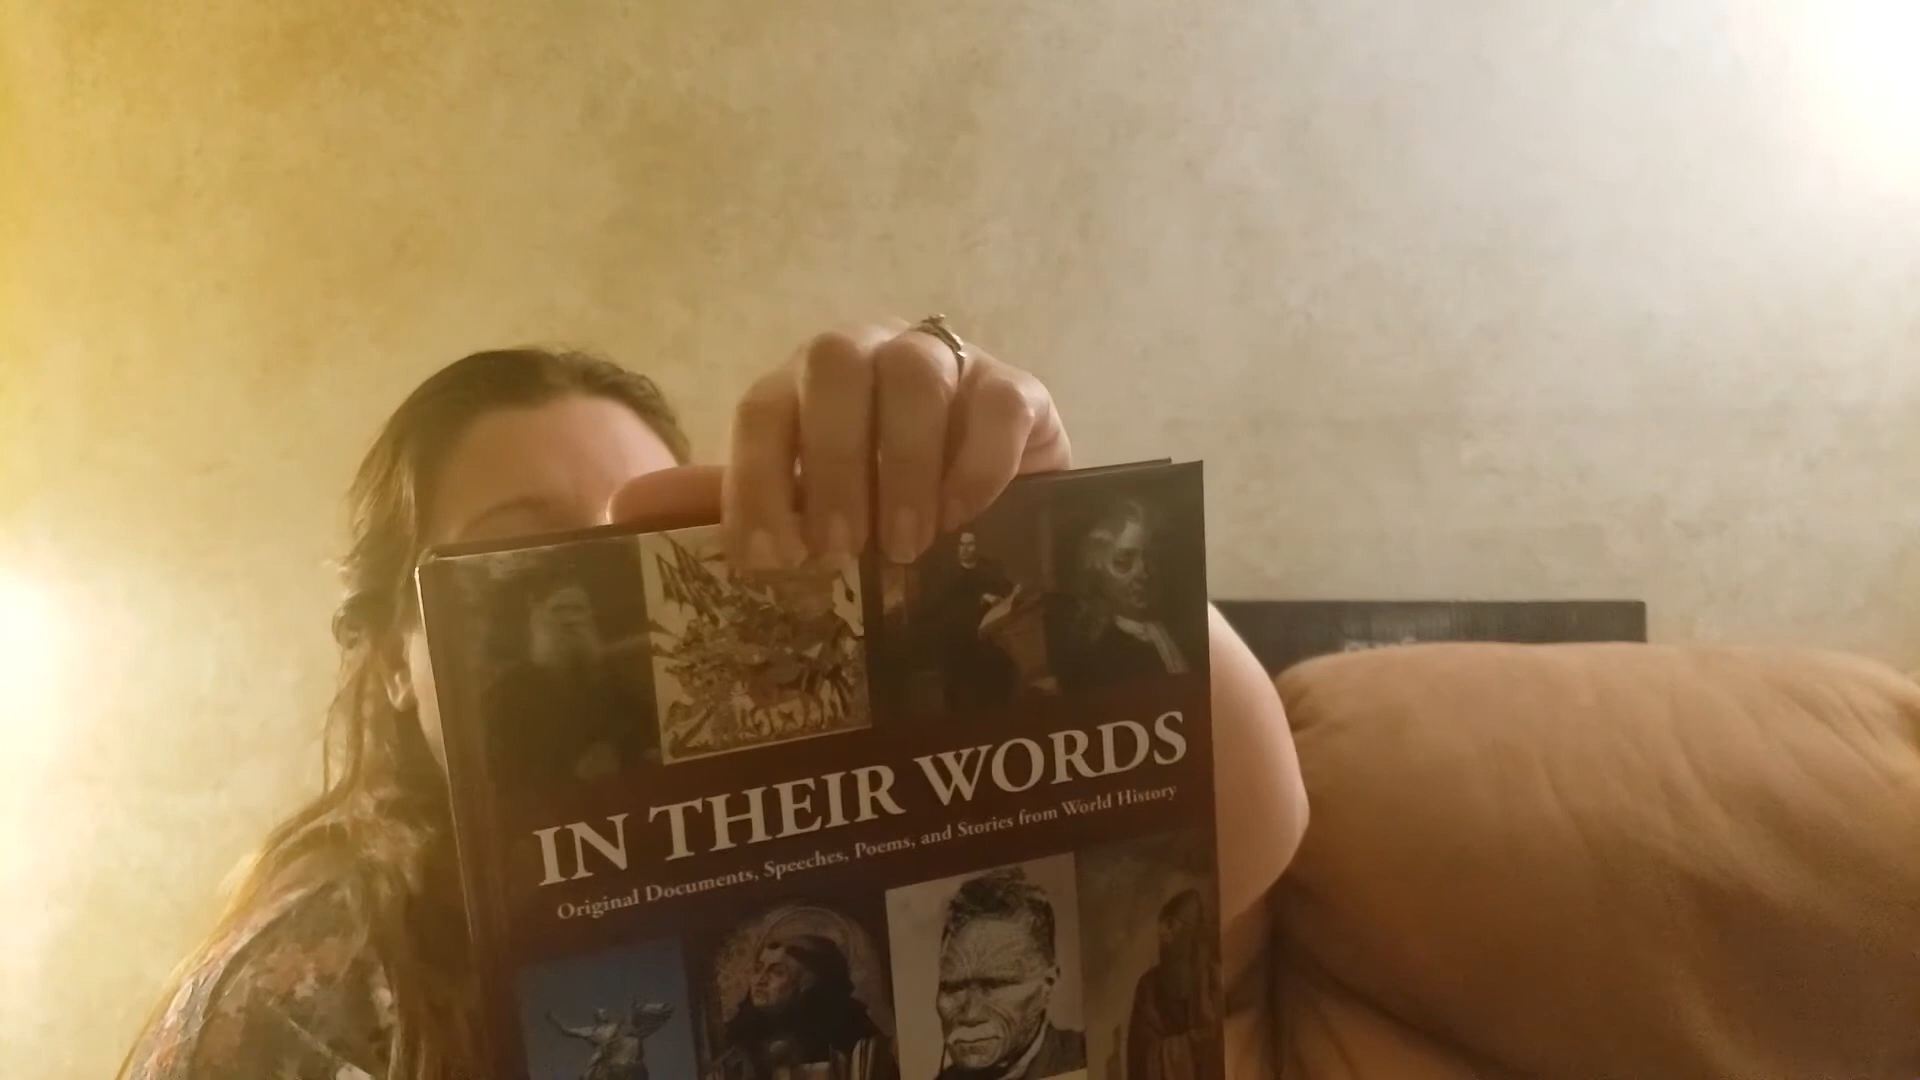 IN THEIR WORDS
Original Documents, Speeches, Poems, and Stories from World History